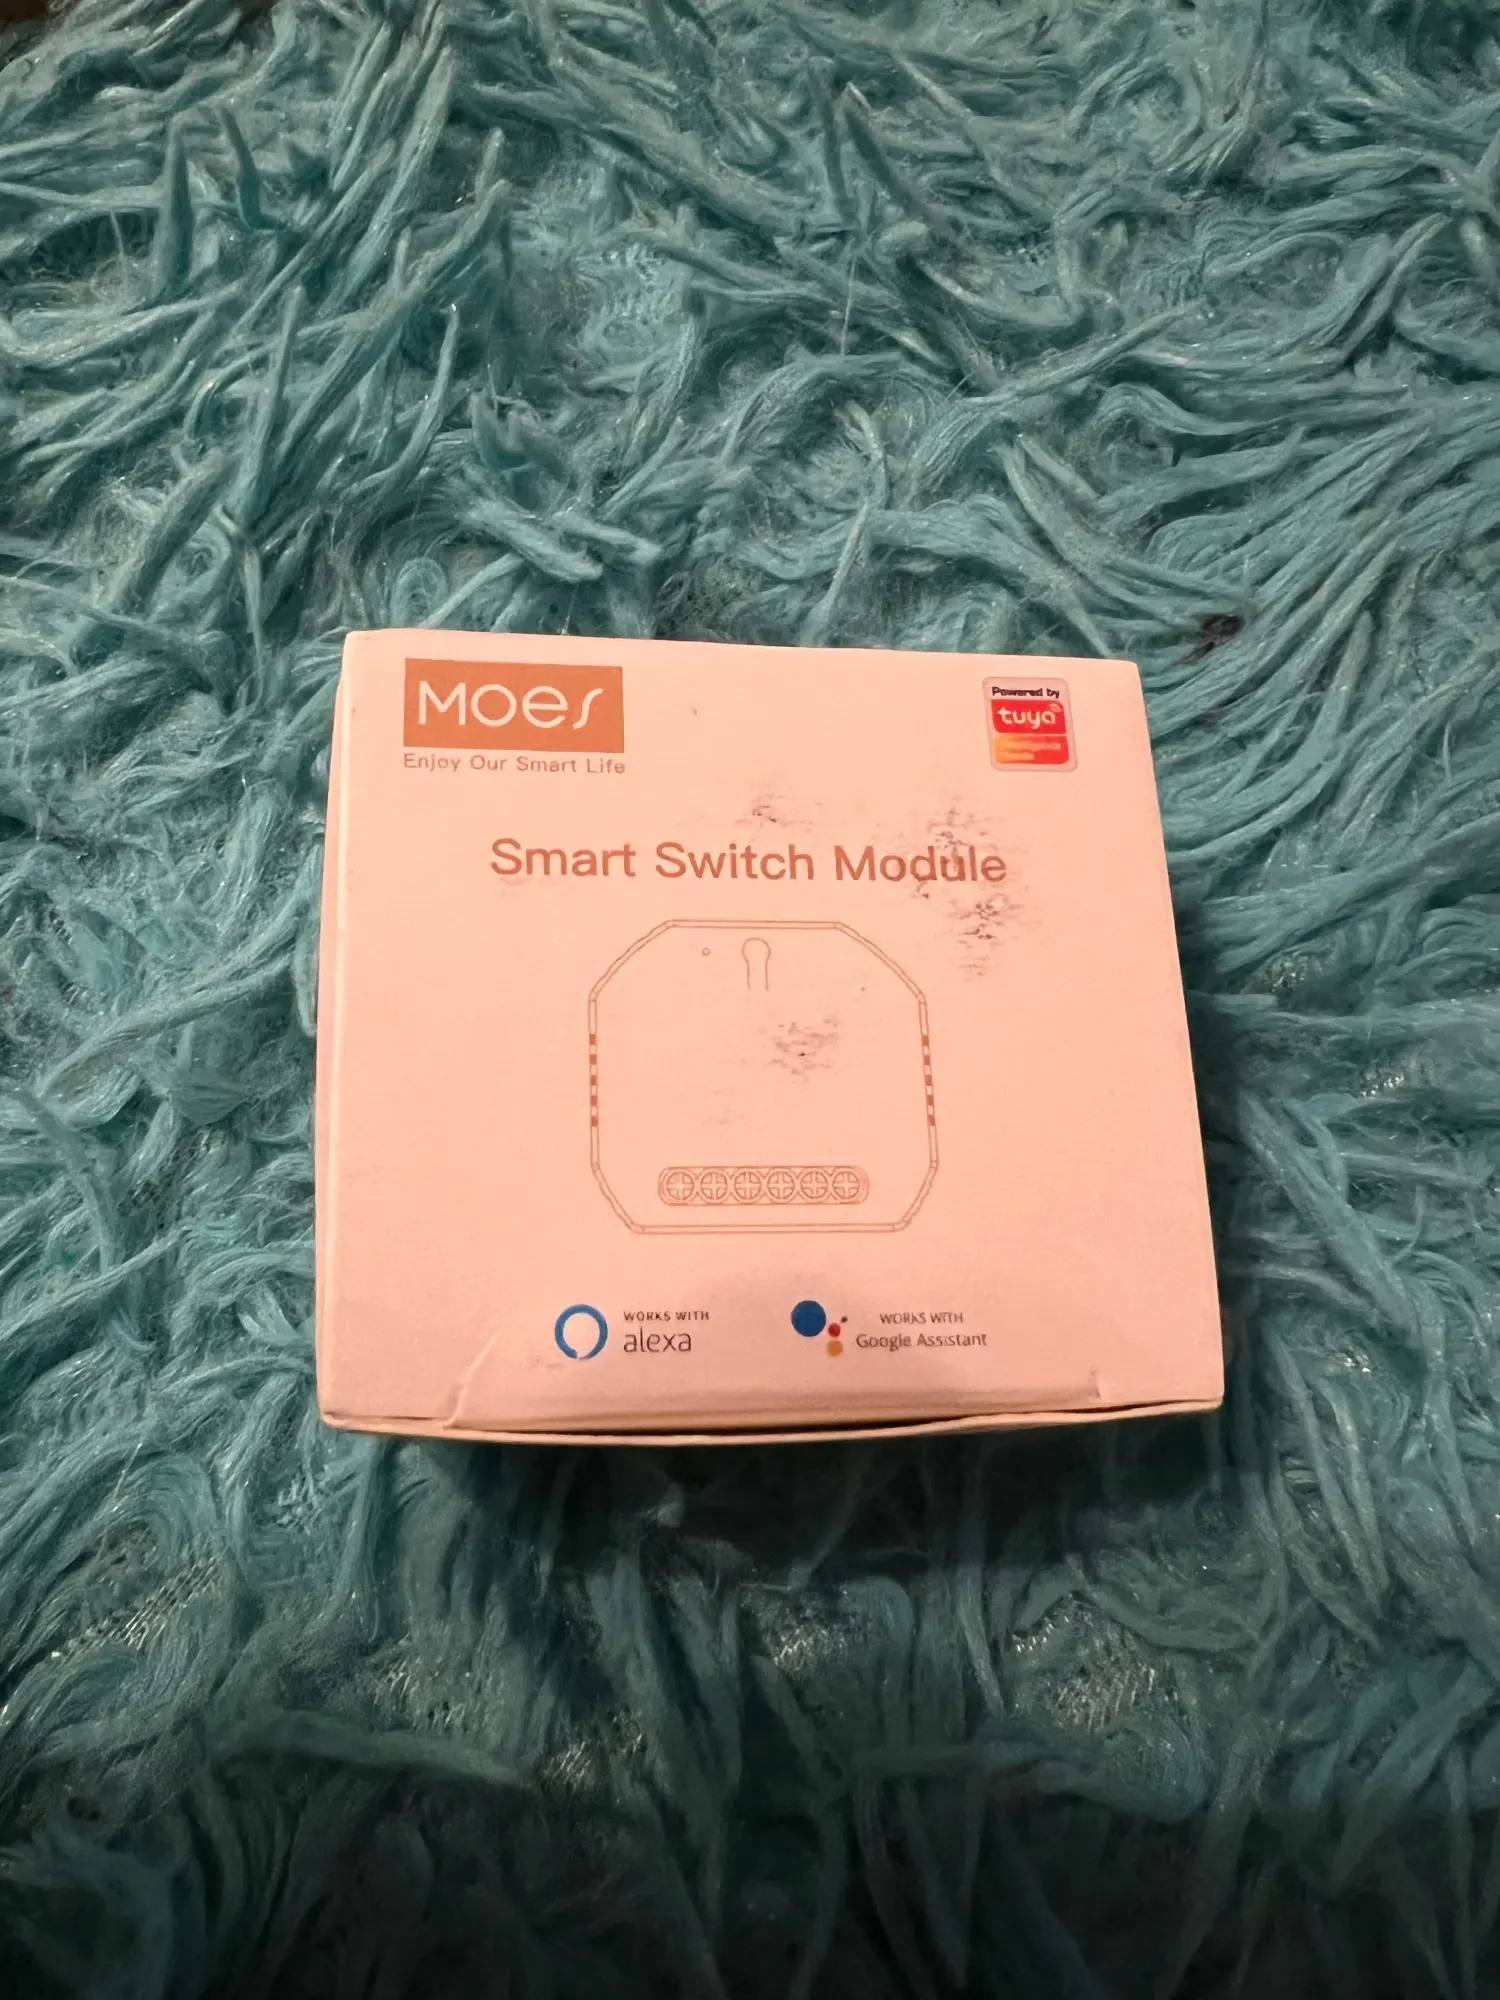 MOES
Enjoy Our Smart Life
Powered by
tuya
Smart Switch Module
WORKS WITH
alexa
WORKS WITH
Google Assistant